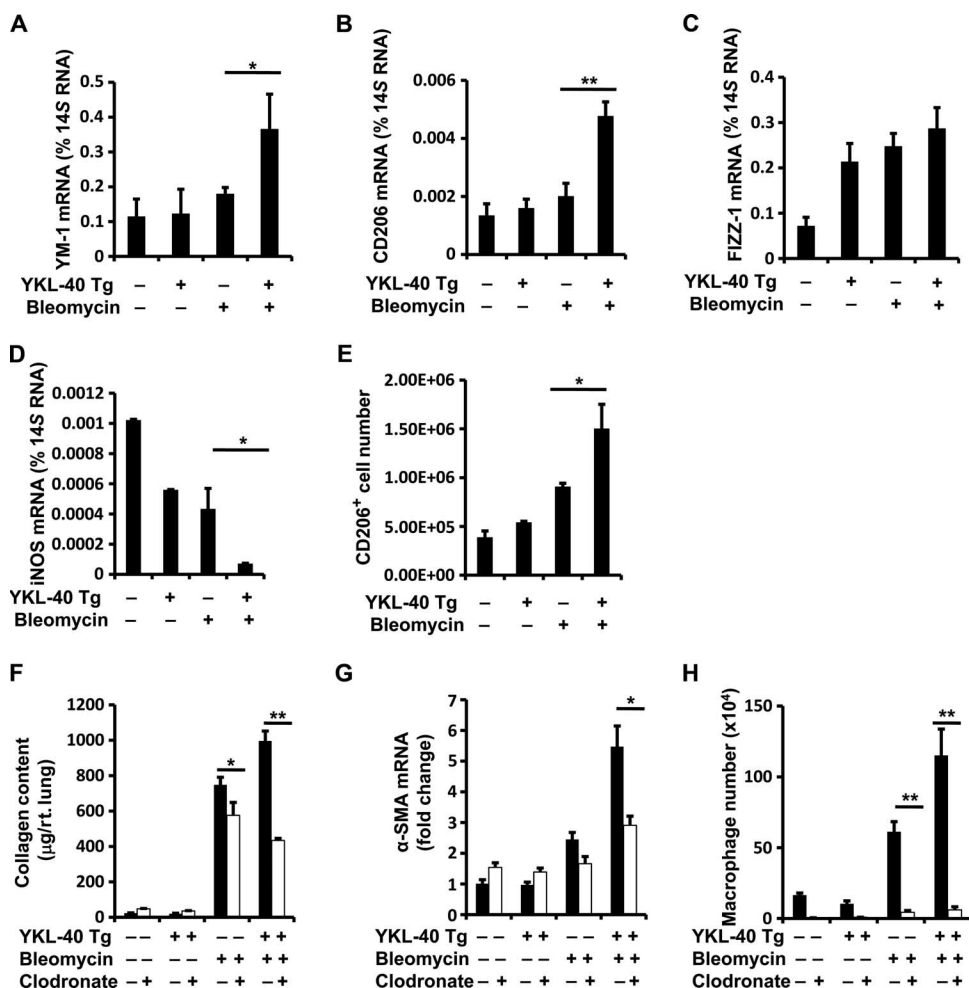 A
YM-1 mRNA (% 14S RNA)
0.5
0.4
0.3
0.2
0.1
0
*
YKL-40 Tg – + – +
Bleomycin – – + +
B
CD206 mRNA (% 14S RNA)
0.006
0.004
0.002
0
**
YKL-40 Tg – + – +
Bleomycin – – + +
C
FIZZ-1 mRNA (% 14S RNA)
0.4
0.3
0.2
0.1
0
YKL-40 Tg – + – +
Bleomycin – – + +
D
iNOS mRNA (% 14S RNA)
0.0012
0.001
0.0008
0.0006
0.0004
0.0002
0
*
YKL-40 Tg – + – +
Bleomycin – – + +
E
CD206+ cell number
2.00E+06
1.50E+06
1.00E+06
5.00E+05
0.00E+00
*
YKL-40 Tg – + – +
Bleomycin – – + +
F
Collagen content
(μg/rt. lung)
1200
1000
800
600
400
200
0
*
**
YKL-40 Tg – – + + – – + +
Bleomycin – – – – + + + +
Clodronate – + – + – + – +
G
α-SMA mRNA
(fold change)
7
6
5
4
3
2
1
0
*
YKL-40 Tg – – + + – – + +
Bleomycin – – – – + + + +
Clodronate – + – + – + – +
H
Macrophage number (x10⁴)
150
100
50
0
**
**
YKL-40 Tg – – + + – – + +
Bleomycin – – – – + + + +
Clodronate – + – + – + – +